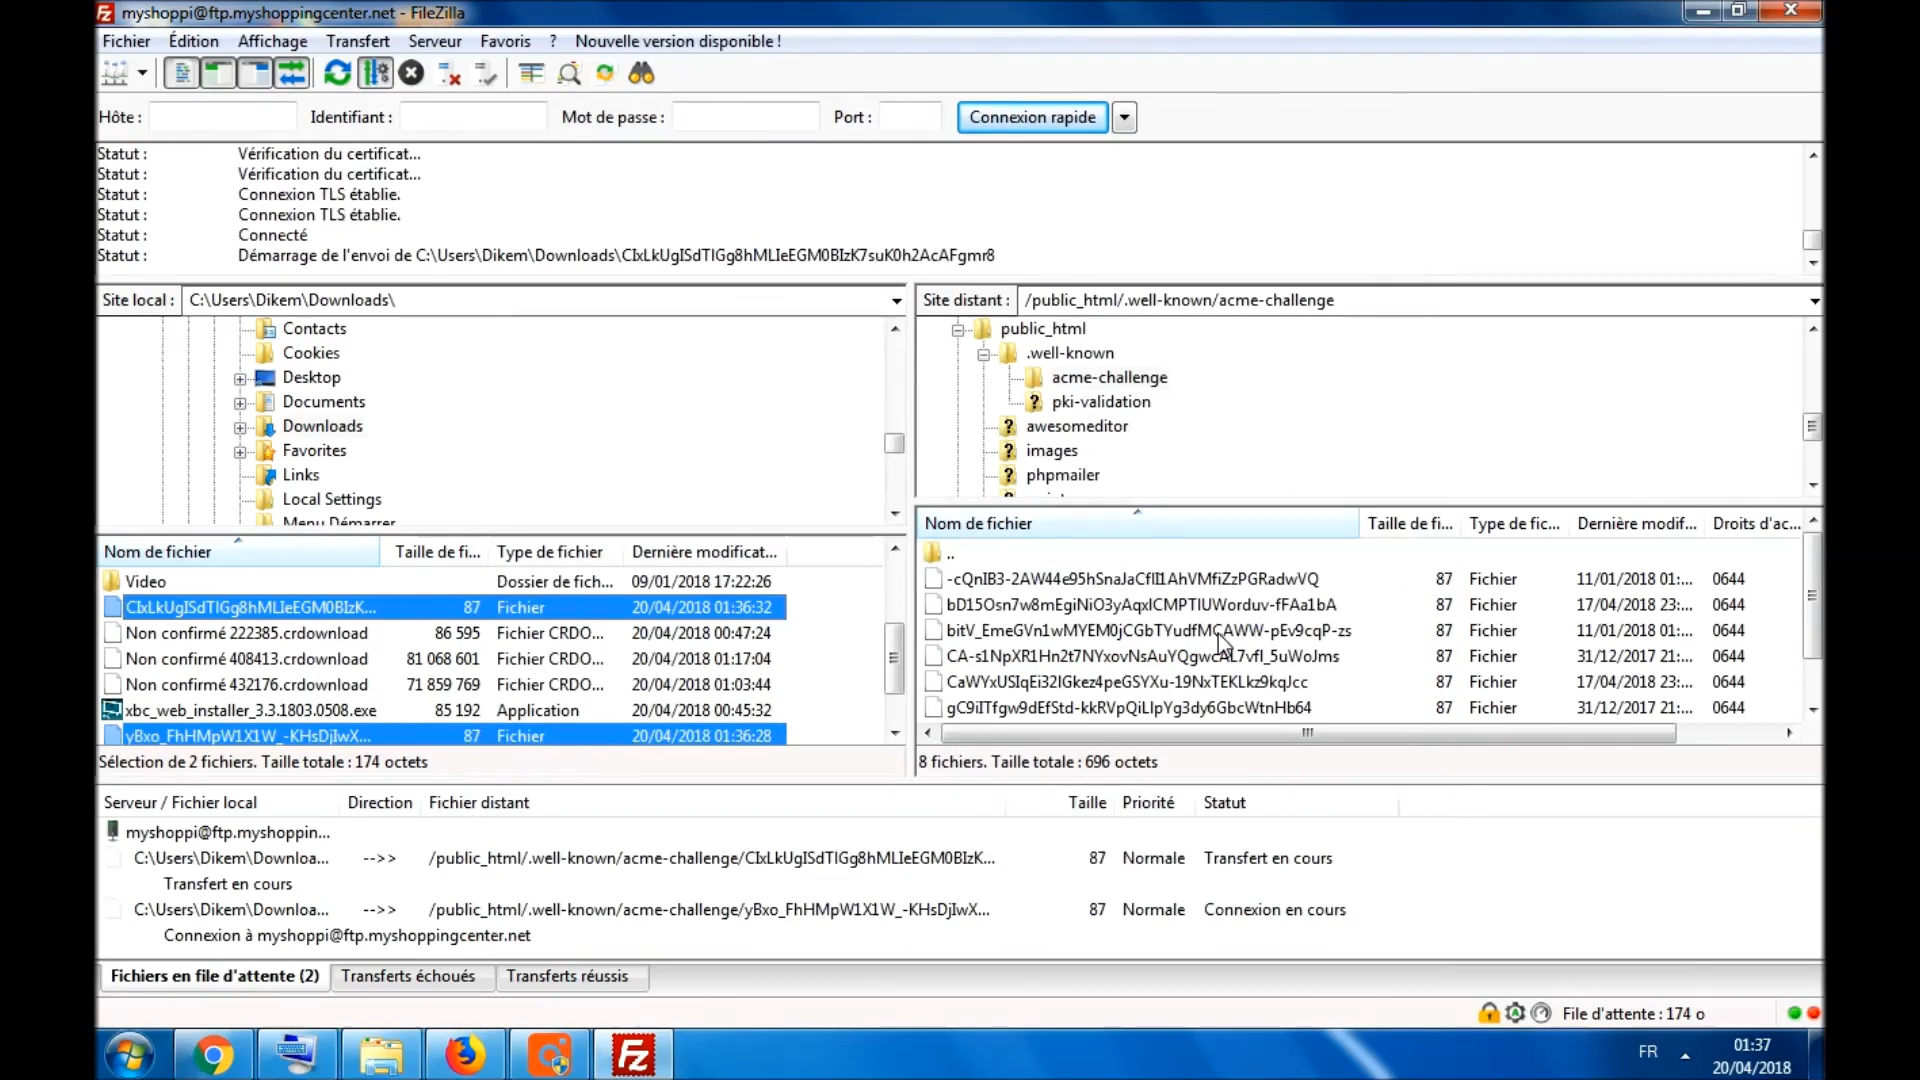 myshoppi@ftp.myshoppingcenter.net - FileZilla
Fichier Édition Affichage Transfert Serveur Favoris ? Nouvelle version disponible !
Hôte : Identifiant : Mot de passe : Port : Connexion rapide
Statut : Vérification du certificat...
Statut : Vérification du certificat...
Statut : Connexion TLS établie.
Statut : Connexion TLS établie.
Statut : Connecté
Statut : Démarrage de l'envoi de C:\Users\Dikem\Downloads\CIxLkUgISdTlGg8hMLIeEGM0BIzK7suK0h2AcAFgmr8
Site local : C:\Users\Dikem\Downloads\
Contacts
Cookies
Desktop
Documents
Downloads
Favorites
Links
Local Settings
Menu Démarrer
Nom de fichier Taille de fi... Type de fichier Dernière modificat...
Video Dossier de fich... 09/01/2018 17:22:26
CIxLkUgISdTlGg8hMLIeEGM0BIzK... 87 Fichier 20/04/2018 01:36:32
Non confirmé 222385.crdownload 86 595 Fichier CRDO... 20/04/2018 00:47:24
Non confirmé 408413.crdownload 81 068 601 Fichier CRDO... 20/04/2018 01:17:04
Non confirmé 432176.crdownload 71 859 769 Fichier CRDO... 20/04/2018 01:03:44
xbc_web_installer_3.3.1803.0508.exe 85 192 Application 20/04/2018 00:45:32
yBxo_FhHMpW1X1W_-KHsDjIwX... 87 Fichier 20/04/2018 01:36:28
Sélection de 2 fichiers. Taille totale : 174 octets
Site distant : /public_html/.well-known/acme-challenge
public_html
.well-known
acme-challenge
pki-validation
awesomeditor
images
phpmailer
Nom de fichier Taille de fi... Type de fic... Dernière modif... Droits d'ac...
..
-cQnIB3-2AW44e95hSnaJaCflI1AhVMfiZzPGRadwVQ 87 Fichier 11/01/2018 01:... 0644
bD15Osn7w8mEgiNiO3yAqxlCMPTIUWorduv-fFAa1bA 87 Fichier 17/04/2018 23:... 0644
bitV_EmeGVn1wMYEM0jCGbTYudfMCAWW-pEv9cqP-zs 87 Fichier 11/01/2018 01:... 0644
CA-s1NpXR1Hn2t7NYxovNsAuYQgwcAL7vfI_5uWoJms 87 Fichier 31/12/2017 21:... 0644
CaWYxUSIqEi32IGkez4peGSYXu-19NxTEKLkz9kqJcc 87 Fichier 17/04/2018 23:... 0644
gC9iITfgw9dEfStd-kkRVpQiLIpYg3dy6GbcWtnHb64 87 Fichier 31/12/2017 21:... 0644
8 fichiers. Taille totale : 696 octets
Serveur / Fichier local Direction Fichier distant Taille Priorité Statut
myshoppi@ftp.myshoppin...
C:\Users\Dikem\Downloa... -->> /public_html/.well-known/acme-challenge/CIxLkUgISdTlGg8hMLIeEGM0BIzK... 87 Normale Transfert en cours
Transfert en cours
C:\Users\Dikem\Downloa... -->> /public_html/.well-known/acme-challenge/yBxo_FhHMpW1X1W_-KHsDjIwX... 87 Normale Connexion en cours
Connexion à myshoppi@ftp.myshoppingcenter.net
Fichiers en file d'attente (2) Transferts échoués Transferts réussis
File d'attente : 174 o
FR 01:37
20/04/2018